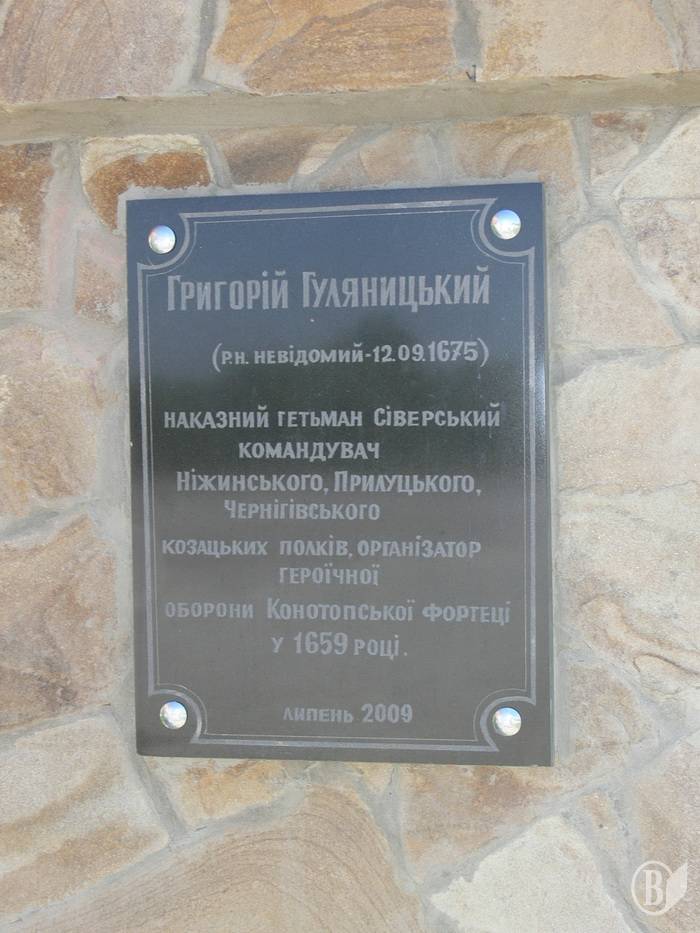 Григорій Гуляницький
(р.н. невідомий-12.09.1675)
наказний гетьман Сіверський
командувач
Ніжинського, Прилуцького,
Чернігівського
козацьких полків, організатор
героїчної
оборони Конотопської фортеці
у 1659 році.
липень 2009
В